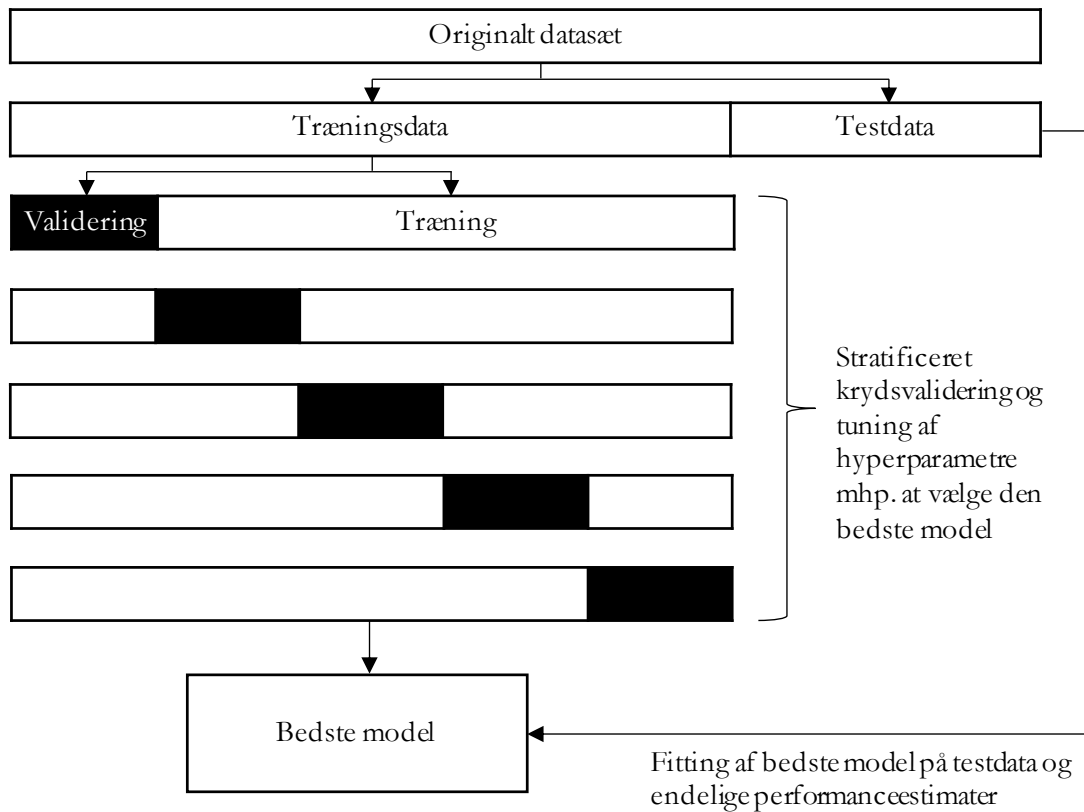 Originalt datasæt
Træningsdata
Testdata
Validering
Træning
Stratificeret
krydsvalidering og
tuning af
hyperparametre
mhp. at vælge den
bedste model
Bedste model
Fitting af bedste model på testdata og
endelige performanceestimater